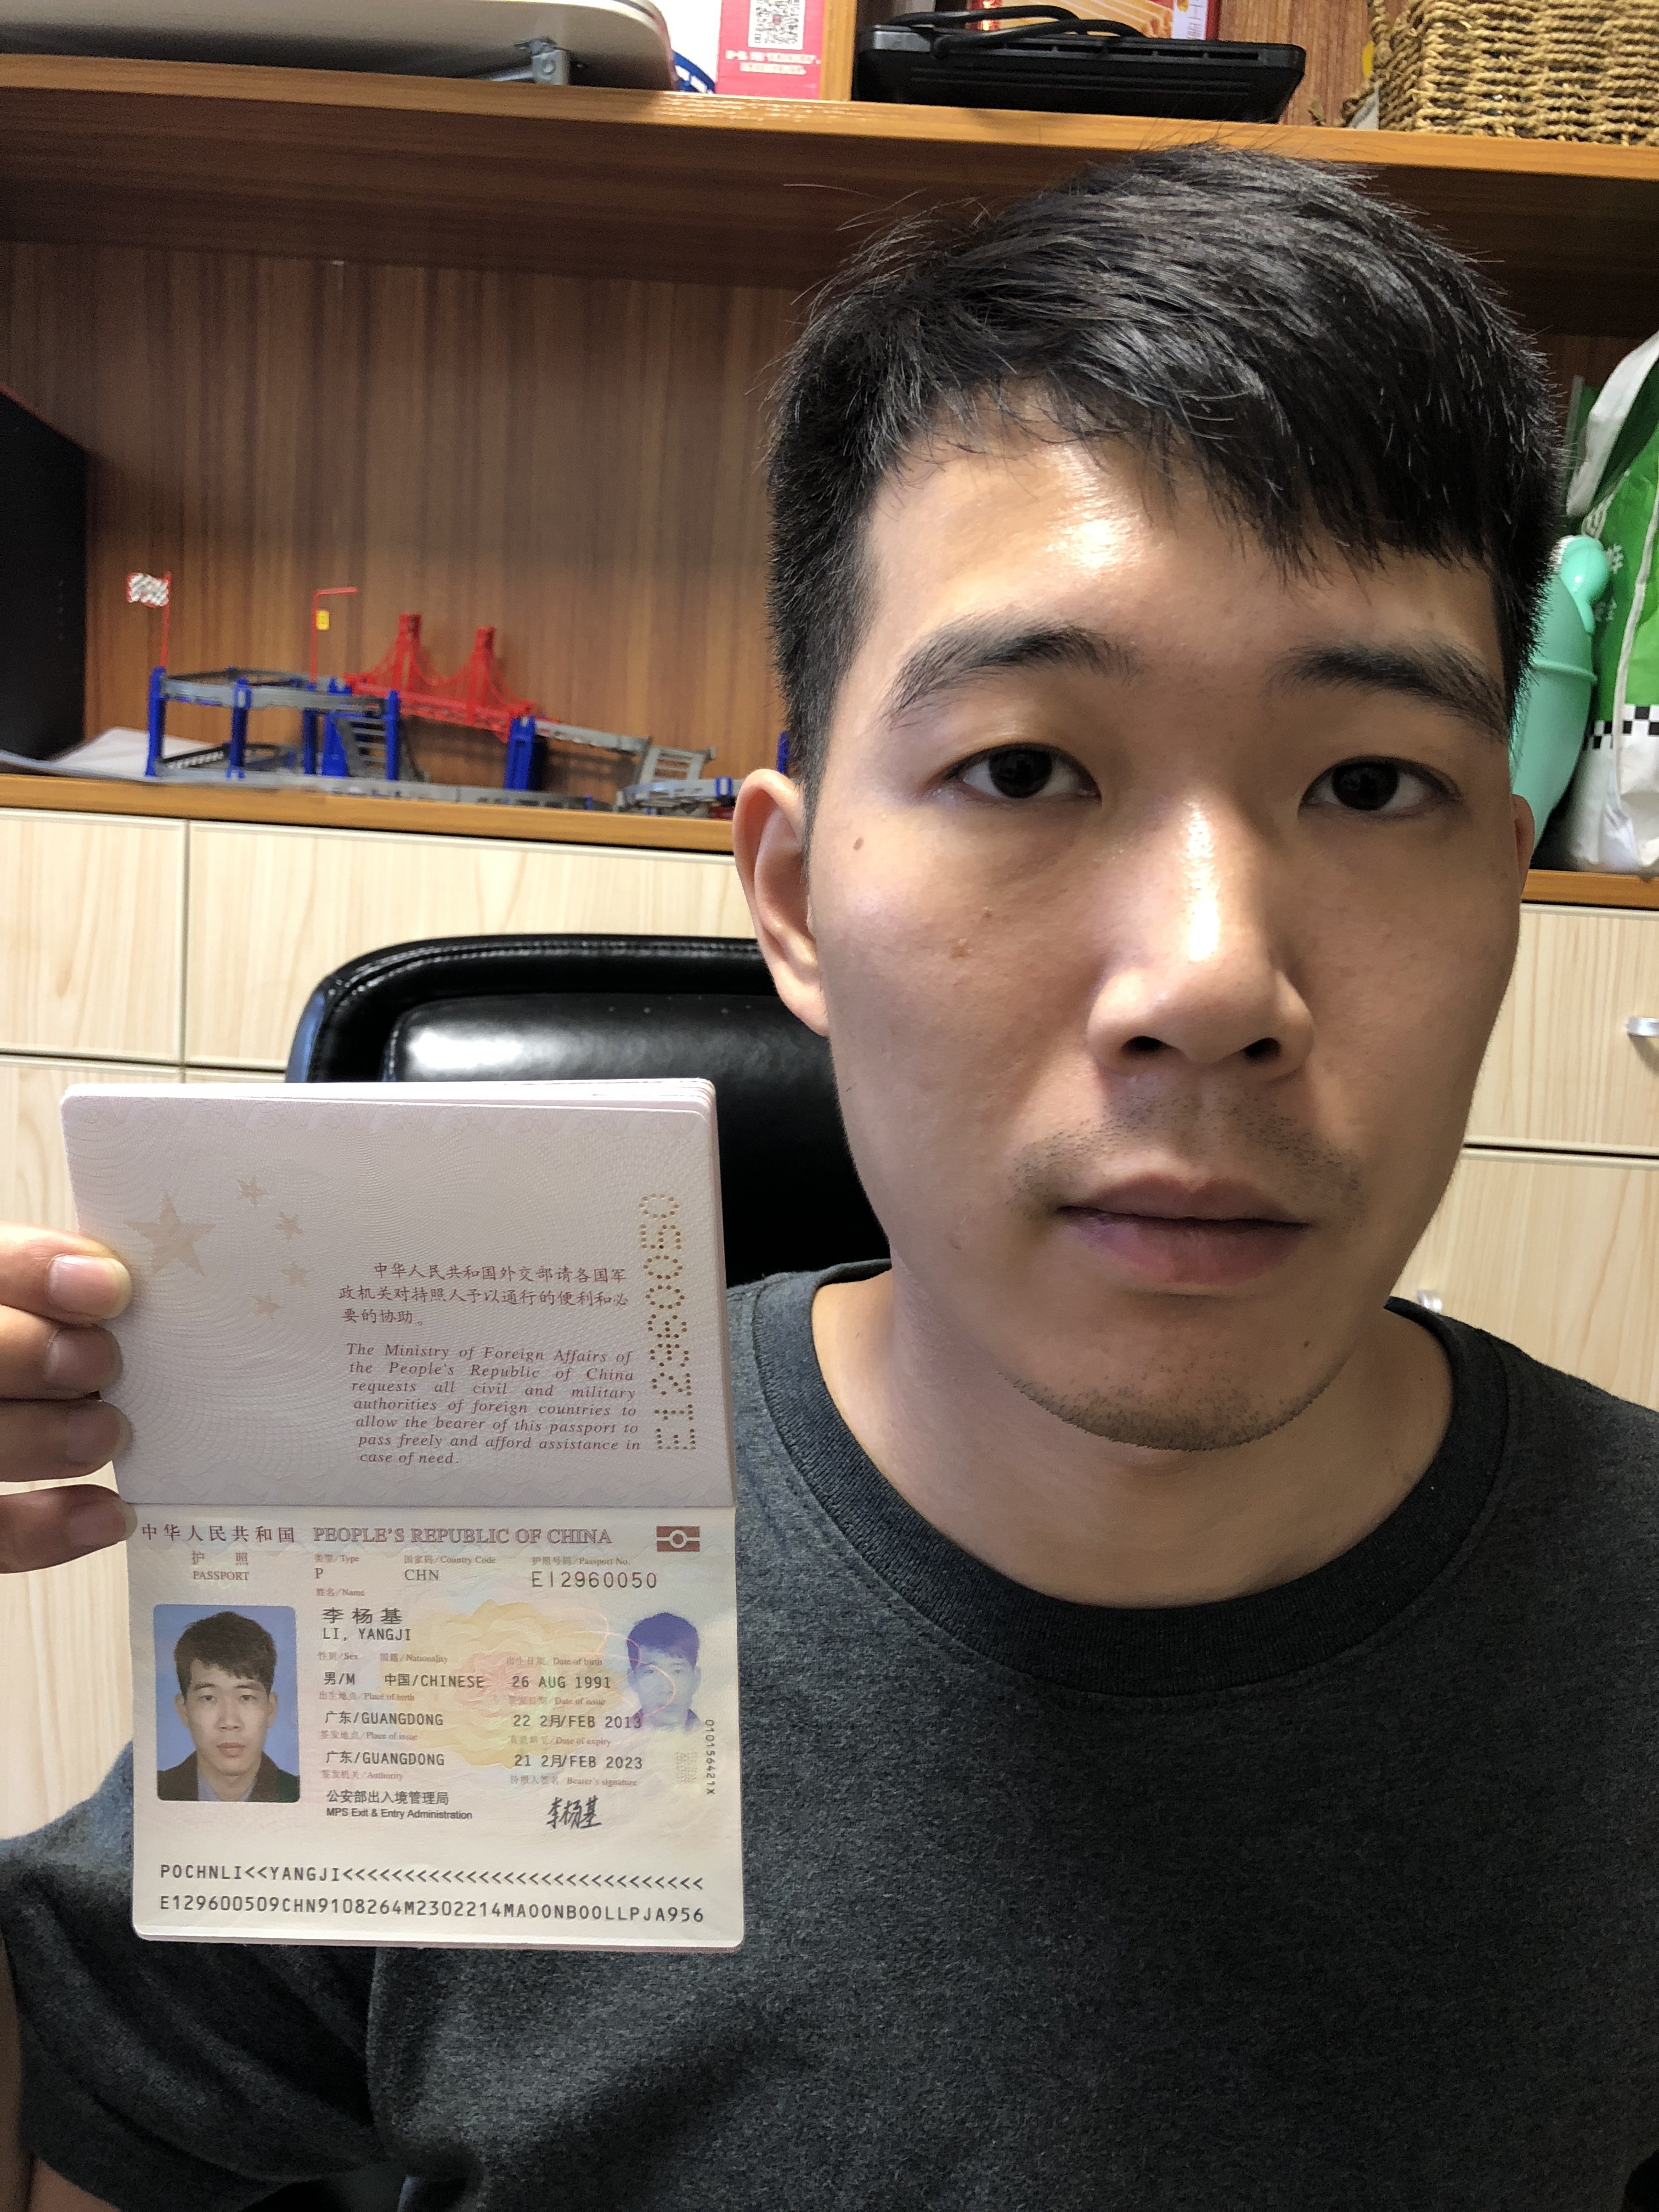 中华人民共和国外交部请各国军
政机关对持照人予以通行的便利和必
要的协助。
The Ministry of Foreign Affairs of
the People's Republic of China
requests all civil and military
authorities of foreign countries to
allow the bearer of this passport to
pass freely and afford assistance in
case of need.
E12960050
中华人民共和国 PEOPLE'S REPUBLIC OF CHINA
护照 类型/Type 国家码/Country Code 护照号码/Passport No.
PASSPORT P CHN E12960050
姓名/Name
李杨基
LI, YANGJI
性别/Sex 国籍/Nationality 出生日期/Date of birth
男/M 中国/CHINESE 26 AUG 1991
出生地点/Place of birth 签发日期/Date of issue
广东/GUANGDONG 22 2月/FEB 2013
签发地点/Place of issue 有效期至/Date of expiry
广东/GUANGDONG 21 2月/FEB 2023
签发机关/Authority 持照人签名/Bearer's signature
公安部出入境管理局
MPS Exit & Entry Administration
李杨基
010156421X
POCHNLI<<YANGJI<<<<<<<<<<<<<<<<<<<<<<<<<<<<<
E129600509CHN9108264M2302214MAOONBOOLLPJA956